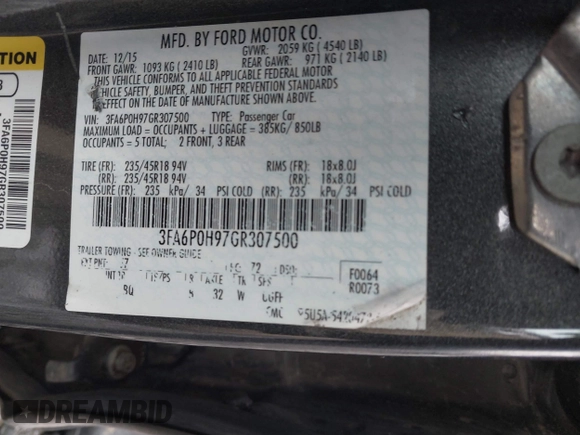 MFD. BY FORD MOTOR CO.
DATE: 12/15 GVWR: 2059 KG ( 4540 LB)
FRONT GAWR: 1093 KG ( 2410 LB) REAR GAWR: 971 KG ( 2140 LB)
THIS VEHICLE CONFORMS TO ALL APPLICABLE FEDERAL MOTOR
VEHICLE SAFETY, BUMPER, AND THEFT PREVENTION STANDARDS
EFFECT ON THE DATE OF MANUFACTURE SHOWN ABOVE.
VIN: 3FA6P0H97GR307500 TYPE: Passenger Car
MAXIMUM LOAD = OCCUPANTS + LUGGAGE = 385KG/ 850LB
OCCUPANTS = 5 TOTAL; 2 FRONT, 3 REAR
TIRE (FR): 235/45R18 94V RIMS (FR): 18x8.0J
(RR): 235/45R18 94V (RR): 18x8.0J
PRESSURE (FR): 235 kPa/ 34 PSI COLD (RR): 235 kPa/ 34 PSI COLD
3FA6P0H97GR307500
TRAILER TOWING - SEE OWNER GUIDE
F0064
R0073
3FA6P0H97GR307500
DREAMBID